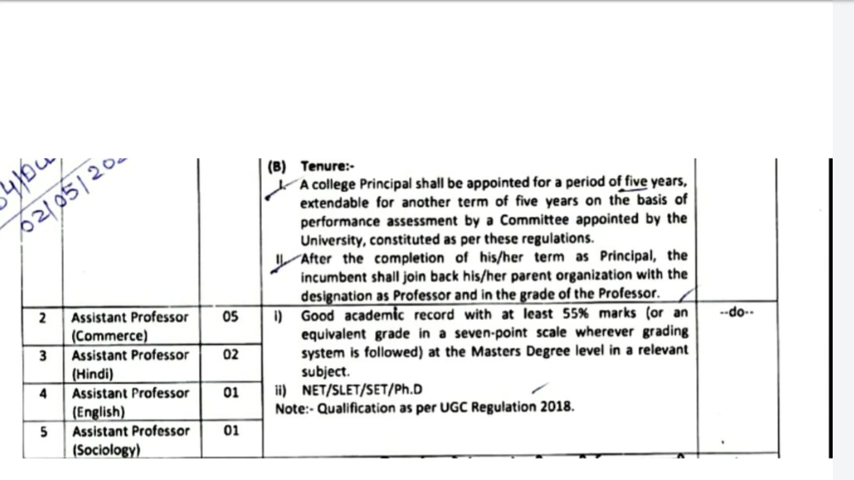 02/05/202
(B) Tenure:-
I. A college Principal shall be appointed for a period of five years,
extendable for another term of five years on the basis of
performance assessment by a Committee appointed by the
University, constituted as per these regulations.
II. After the completion of his/her term as Principal, the
incumbent shall join back his/her parent organization with the
designation as Professor and in the grade of the Professor.
2 Assistant Professor (Commerce) 05
3 Assistant Professor (Hindi) 02
4 Assistant Professor (English) 01
5 Assistant Professor (Sociology) 01
i) Good academic record with at least 55% marks (or an
equivalent grade in a seven-point scale wherever grading
system is followed) at the Masters Degree level in a relevant
subject.
ii) NET/SLET/SET/Ph.D
Note:- Qualification as per UGC Regulation 2018.
--do--